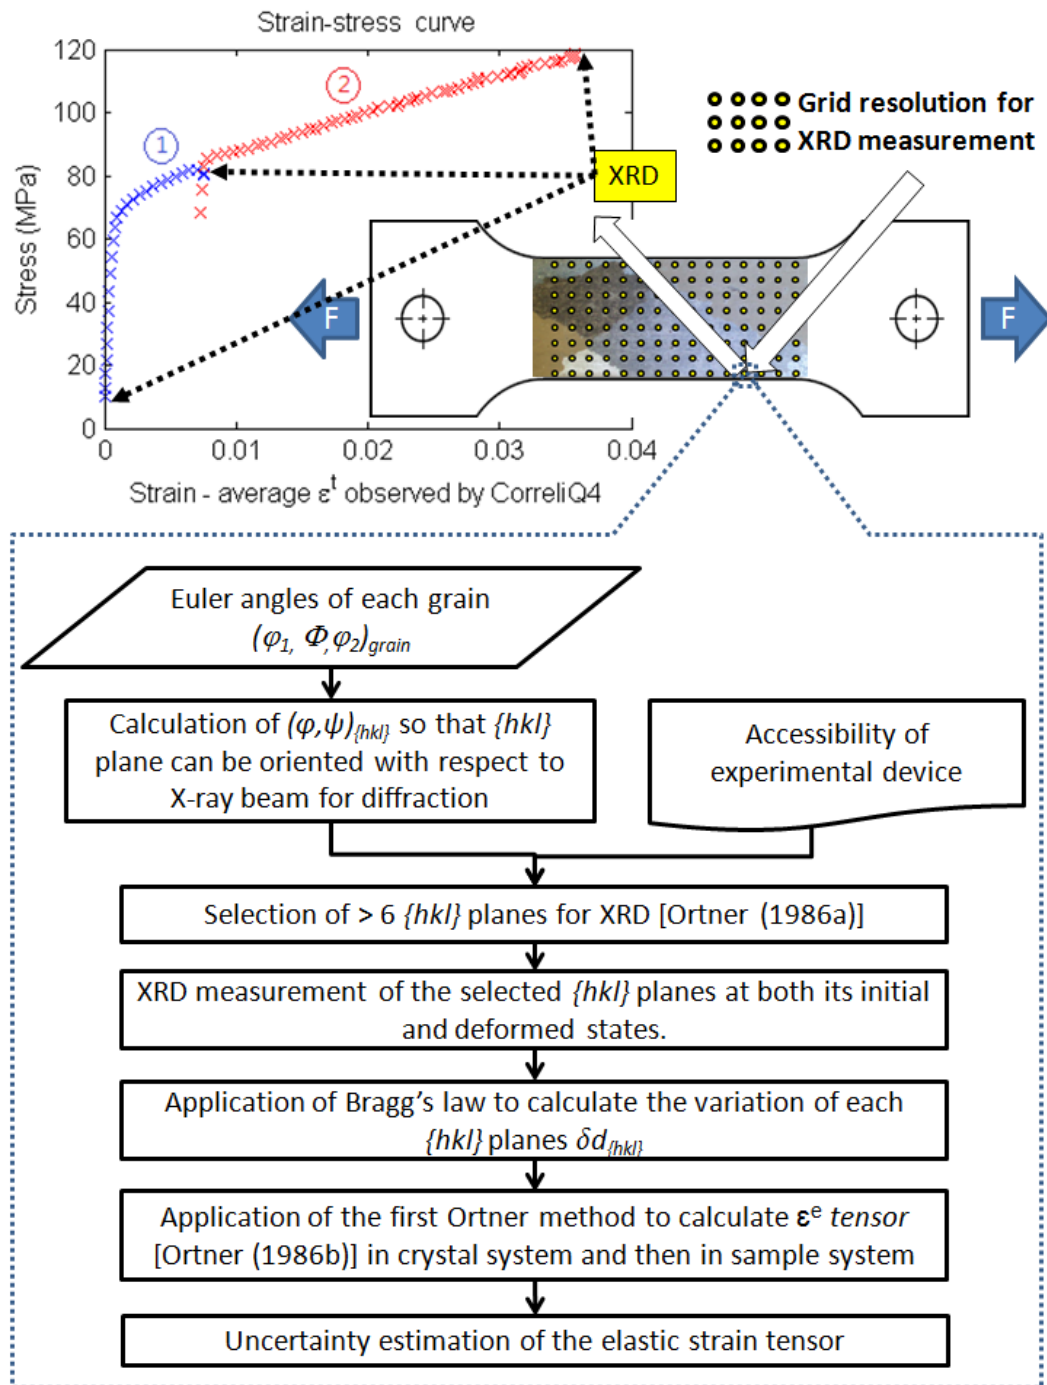 Strain-stress curve
120
100
80
60
40
20
0
Stress (MPa)
1
2
0
0.01
0.02
0.03
0.04
Strain - average εᵗ observed by CorreliQ4
XRD
Grid resolution for
XRD measurement
F
F
Euler angles of each grain
(φ₁, Φ,φ₂)grain
Calculation of (φ,ψ){hkl} so that {hkl}
plane can be oriented with respect to
X-ray beam for diffraction
Accessibility of
experimental device
Selection of > 6 {hkl} planes for XRD [Ortner (1986a)]
XRD measurement of the selected {hkl} planes at both its initial
and deformed states.
Application of Bragg's law to calculate the variation of each
{hkl} planes δd{hkl}
Application of the first Ortner method to calculate εᵉ tensor
[Ortner (1986b)] in crystal system and then in sample system
Uncertainty estimation of the elastic strain tensor